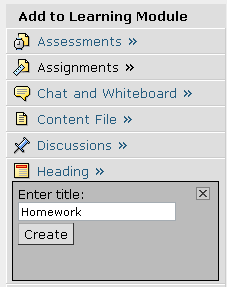 Add to Learning Module
Assessments »
Assignments »
Chat and Whiteboard »
Content File »
Discussions »
Heading »
Enter title:
Homework
Create